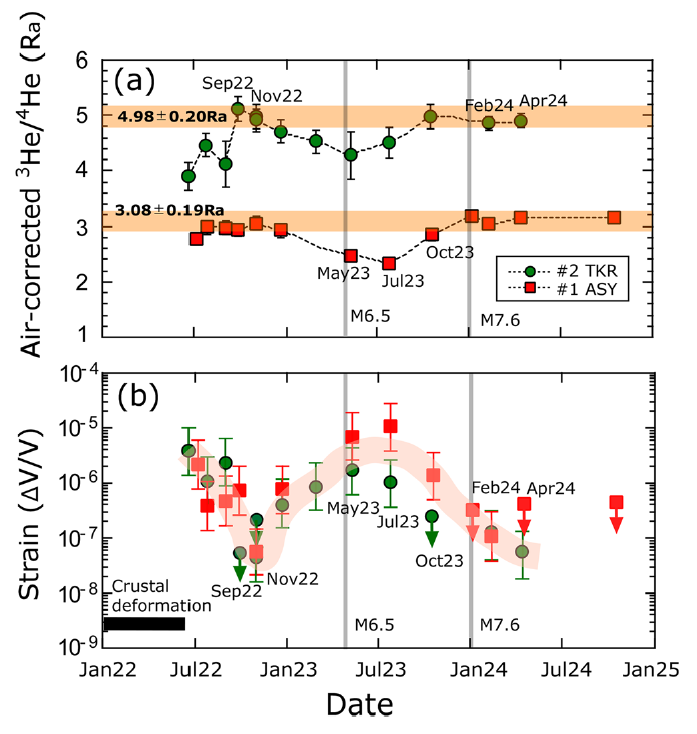 Air-corrected ³He/⁴He (Rₐ)
6
5
4
3
2
1
(a)
Sep22
Nov22
4.98±0.20Ra
Feb24
Apr24
3.08±0.19Ra
May23
Jul23
Oct23
#2 TKR
#1 ASY
M6.5
M7.6
Strain (ΔV/V)
10⁻⁴
10⁻⁵
10⁻⁶
10⁻⁷
10⁻⁸
10⁻⁹
(b)
May23
Jul23
Feb24
Apr24
Oct23
Sep22
Nov22
Crustal
deformation
M6.5
M7.6
Jan22
Jul22
Jan23
Jul23
Jan24
Jul24
Jan25
Date